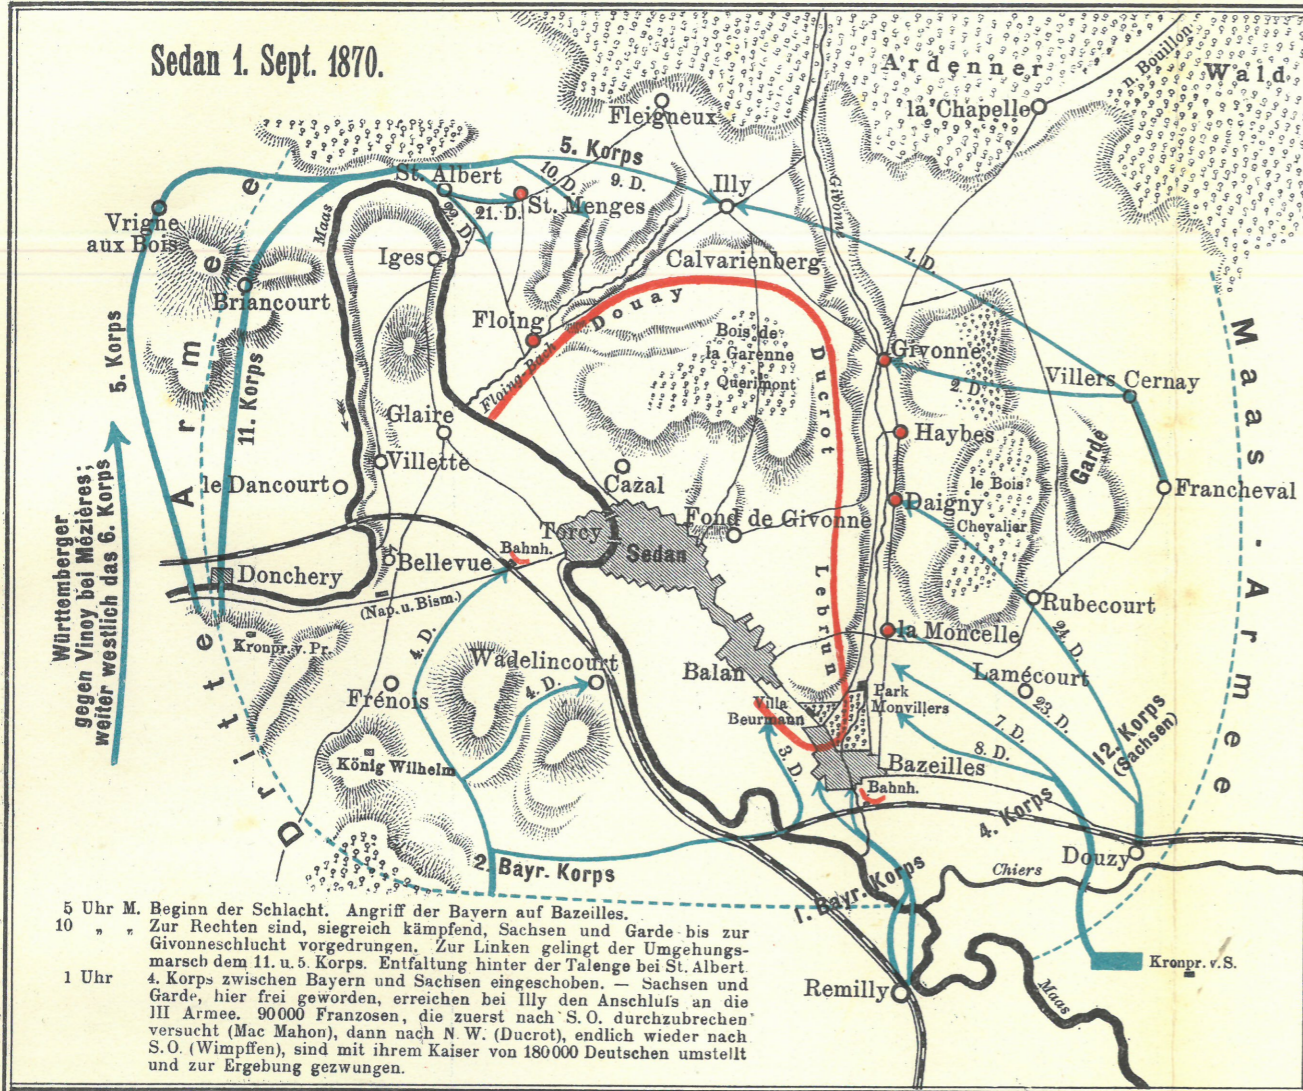 Sedan 1. Sept. 1870.
Ardenner Wald
n. Bouillon
la Chapelle
Fleigneux
5. Korps
St. Albert
10. D.
9. D.
Illy
Givonne
Vrigne
aux Bois
Maas
22. D.
21. D.
St. Menges
Iges
Calvarienberg
1. D.
Briancourt
Floing
Douay
Bois de
la Garenne
Querimont
Ducrot
Givonne
2. D.
Villers Cernay
5. Korps
11. Korps
Floing-Bach
Glaire
Haybes
Garde
Villette
le Dancourt
Cazal
le Bois
Chevalier
Daigny
Francheval
Fond de Givonne
Torcy
Sedan
Bahnh.
Donchery
Bellevue
(Nap. u. Bism.)
Lebrun
Rubecourt
la Moncelle
24. D.
Württemberger
gegen Vinoy bei Mézières;
weiter westlich das 6. Korps
Kronpr. v. Pr.
4. D.
Wadelincourt
4. D.
Balan
Frénois
Lamécourt
23. D.
Park
Monvillers
Villa
Beurmann
7. D.
8. D.
12. Korps
(Sachsen)
König Wilhelm
3. D.
Bazeilles
Bahnh.
4. Korps
Dritte Armee
Maas-Armee
2. Bayr. Korps
1. Bayr. Korps
Douzy
Chiers
Kronpr. v. S.
Remilly
Maas
5 Uhr M. Beginn der Schlacht. Angriff der Bayern auf Bazeilles.
10 „ „ Zur Rechten sind, siegreich kämpfend, Sachsen und Garde bis zur
Givonneschlucht vorgedrungen. Zur Linken gelingt der Umgehungs-
marsch dem 11. u. 5. Korps. Entfaltung hinter der Talenge bei St. Albert
1 Uhr 4. Korps zwischen Bayern und Sachsen eingeschoben. — Sachsen und
Garde, hier frei geworden, erreichen bei Illy den Anschluſs an die
III Armee. 90000 Franzosen, die zuerst nach S.O. durchzubrechen
versucht (Mac Mahon), dann nach N.W. (Ducrot), endlich wieder nach
S.O. (Wimpffen), sind mit ihrem Kaiser von 180000 Deutschen umstellt
und zur Ergebung gezwungen.